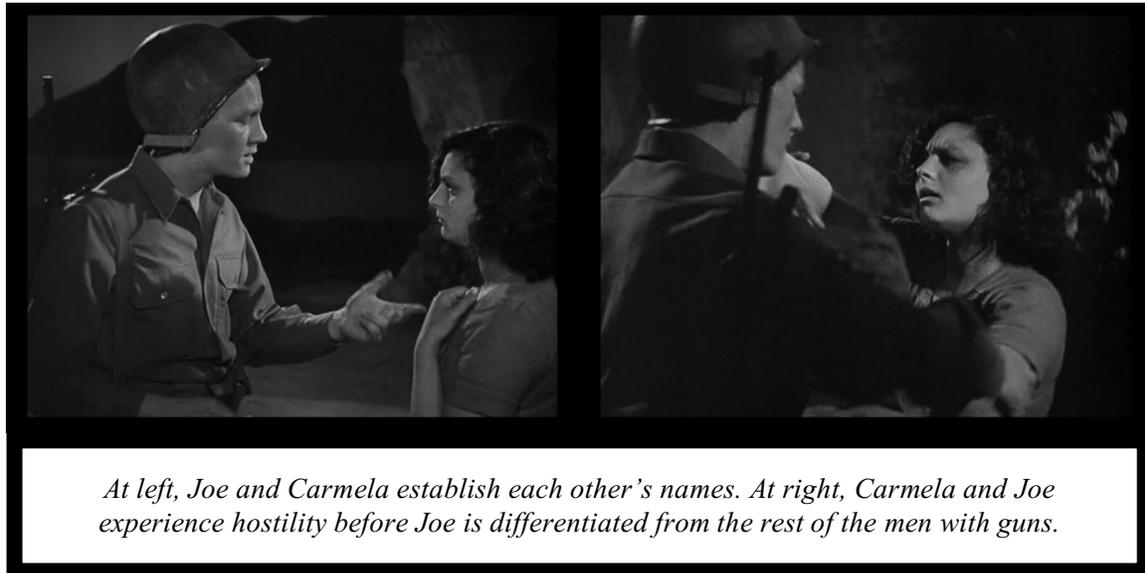 At left, Joe and Carmela establish each other’s names. At right, Carmela and Joe
experience hostility before Joe is differentiated from the rest of the men with guns.